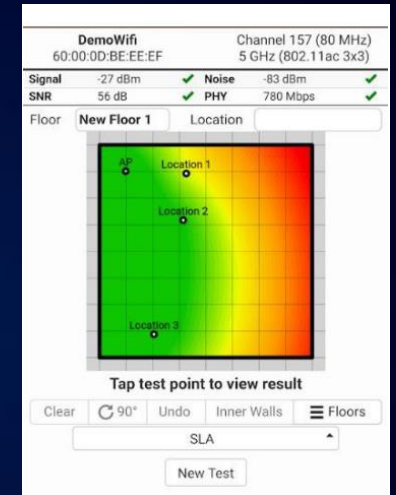 DemoWifi Channel 157 (80 MHz)
60:00:0D:BE:EE:EF 5 GHz (802.11ac 3x3)
Signal -27 dBm ✔ Noise -83 dBm ✔
SNR 56 dB ✔ PHY 780 Mbps ✔
Floor New Floor 1 Location
AP Location 1
Location 2
Location 3
Tap test point to view result
Clear 90° Undo Inner Walls Floors
SLA
New Test